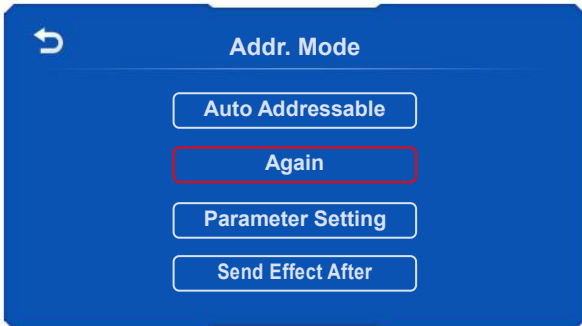 Addr. Mode
Auto Addressable
Again
Parameter Setting
Send Effect After